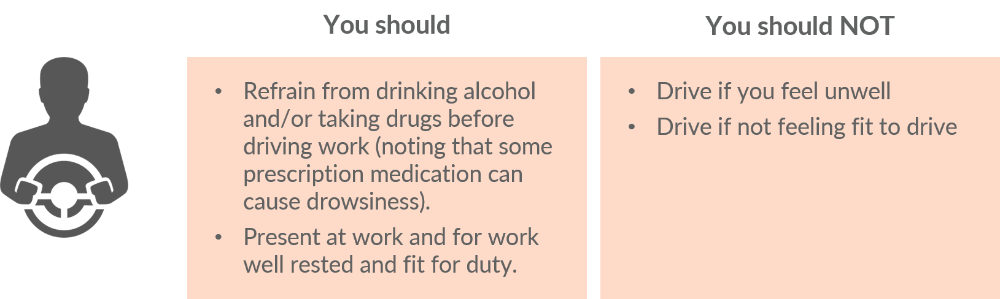 You should
• Refrain from drinking alcohol
and/or taking drugs before
driving work (noting that some
prescription medication can
cause drowsiness).
• Present at work and for work
well rested and fit for duty.
You should NOT
• Drive if you feel unwell
• Drive if not feeling fit to drive